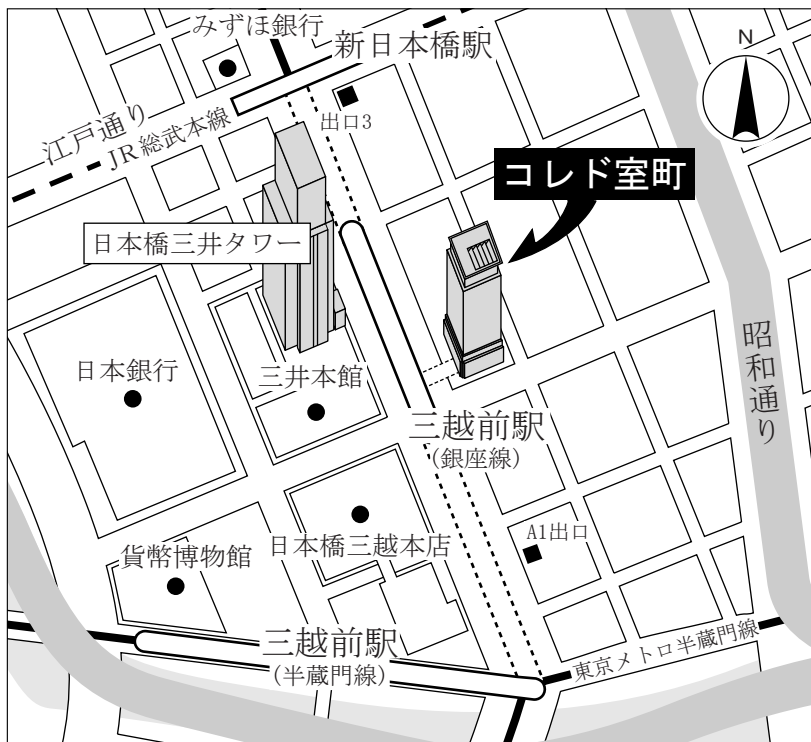 みずほ銀行
新日本橋駅
N
江戸通り
JR総武本線
出口3
コレド室町
日本橋三井タワー
昭和通り
日本銀行
三井本館
三越前駅
(銀座線)
日本橋三越本店
A1出口
貨幣博物館
三越前駅
(半蔵門線)
東京メトロ半蔵門線